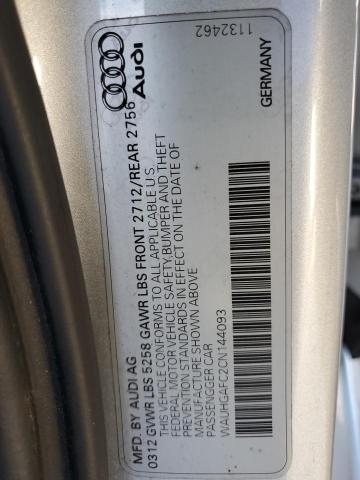 1132462
Audi
GERMANY
MFD. BY AUDI AG
0312 GVWR LBS 5258 GAWR LBS FRONT 2712/REAR 2756
THIS VEHICLE CONFORMS TO ALL APPLICABLE U S
FEDERAL MOTOR VEHICLE SAFETY,BUMPER AND THEFT
PREVENTION STANDARDS IN EFFECT ON THE DATE OF
MANUFACTURE SHOWN ABOVE
PASSENGER CAR
WAUHGAFC2CN144093